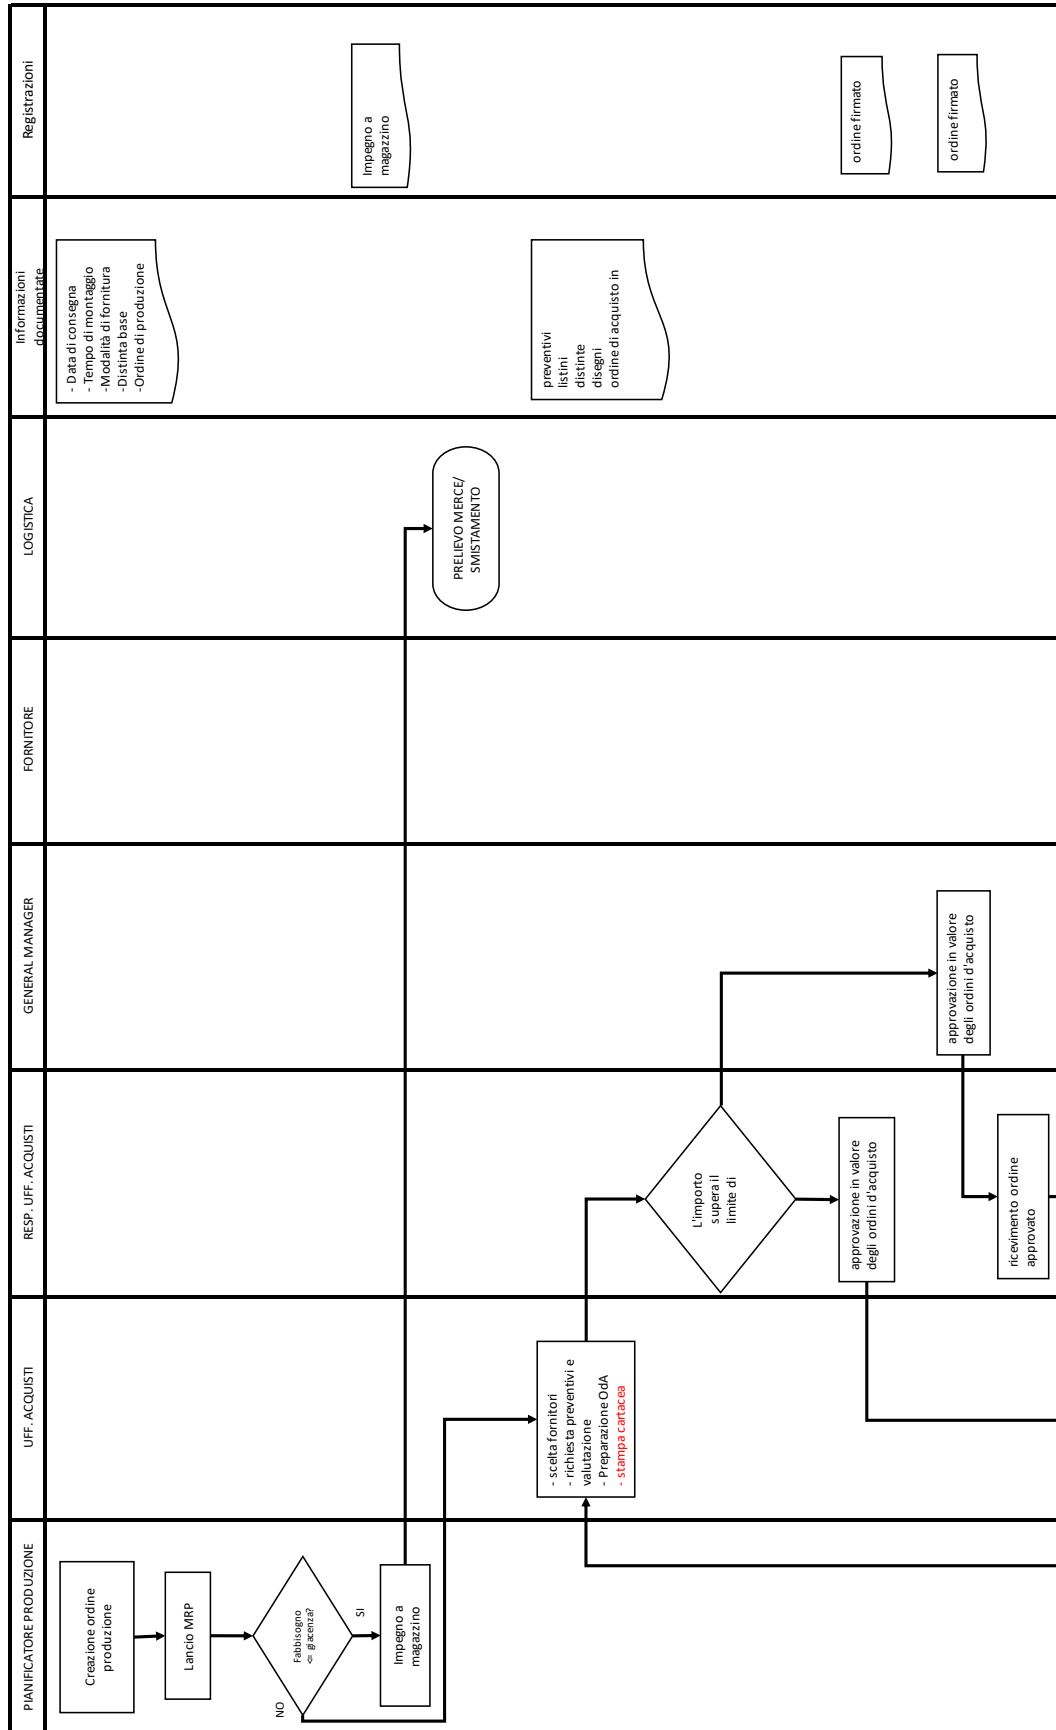 PIANIFICATORE PRODUZIONE
UFF. ACQUISTI
RESP. UFF. ACQUISTI
GENERAL MANAGER
FORNITORE
LOGISTICA
Informazioni
documentate
Registrazioni
Creazione ordine
produzione
Lancio MRP
Fabbisogno
<= giacenza?
NO
SI
Impegno a
magazzino
- scelta fornitori
- richiesta preventivi e
valutazione
- Preparazione OdA
- stampa cartacea
L'importo
supera il
limite di
approvazione in valore
degli ordini d'acquisto
ricevimento ordine
approvato
approvazione in valore
degli ordini d'acquisto
PRELIEVO MERCE/
SMISTAMENTO
- Data di consegna
- Tempo di montaggio
-Modalità di fornitura
-Distinta base
-Ordine di produzione
preventivi
listini
distinte
disegni
ordine di acquisto in
Impegno a
magazzino
ordine firmato
ordine firmato